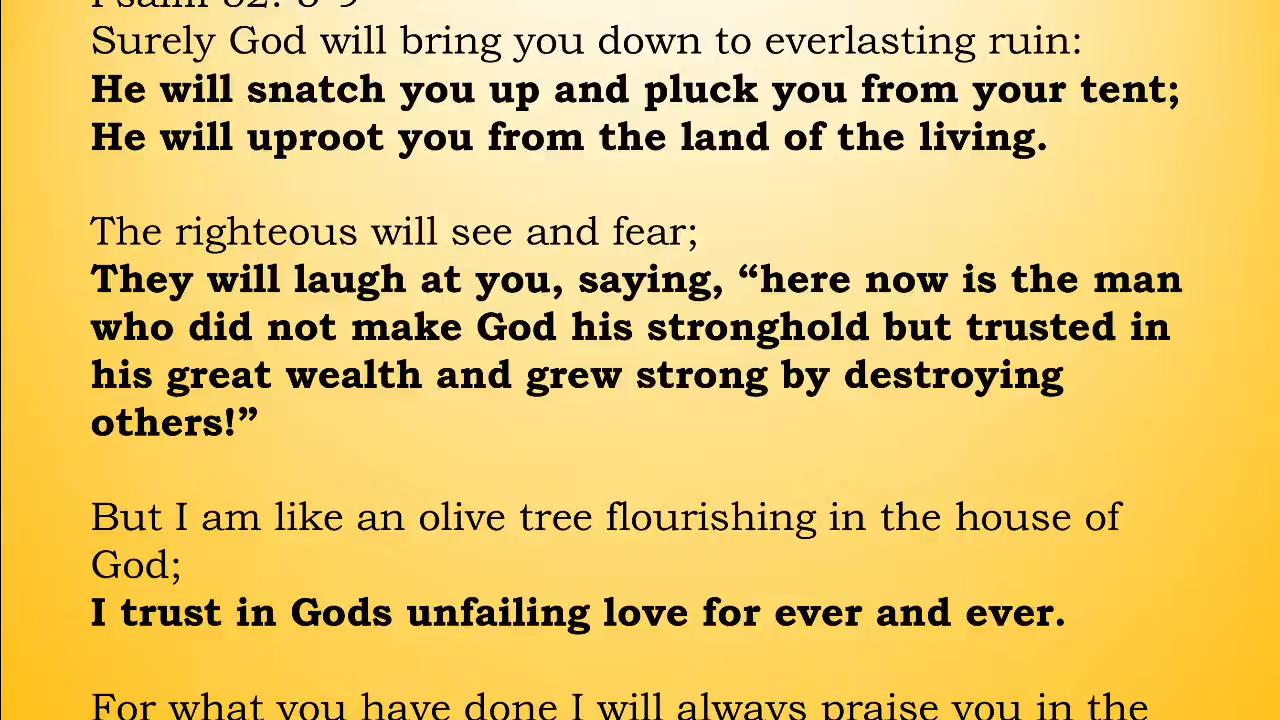 Surely God will bring you down to everlasting ruin:
He will snatch you up and pluck you from your tent;
He will uproot you from the land of the living.
The righteous will see and fear;
They will laugh at you, saying, “here now is the man
who did not make God his stronghold but trusted in
his great wealth and grew strong by destroying
others!”
But I am like an olive tree flourishing in the house of
God;
I trust in Gods unfailing love for ever and ever.
For what you have done I will always praise you in the